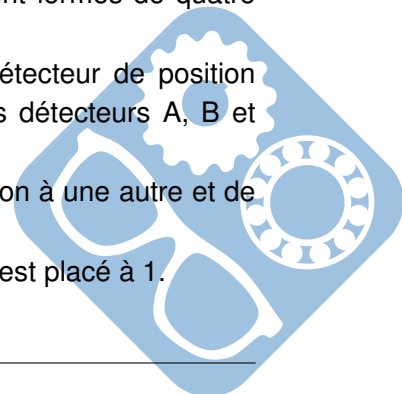 nt formés de quatre
étecteur de position
s détecteurs A, B et
on à une autre et de
est placé à 1.